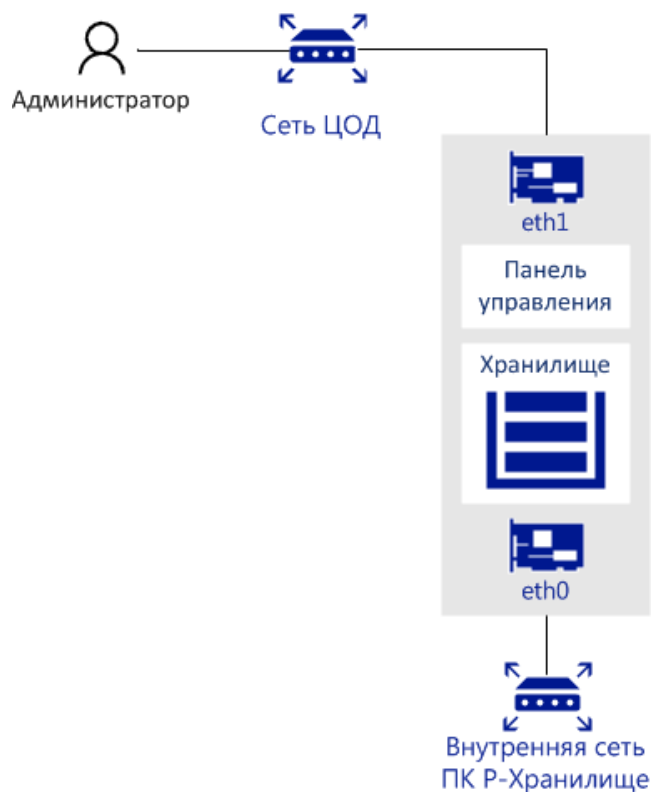 Администратор
Сеть ЦОД
eth1
Панель
управления
Хранилище
eth0
Внутренняя сеть
ПК Р-Хранилище